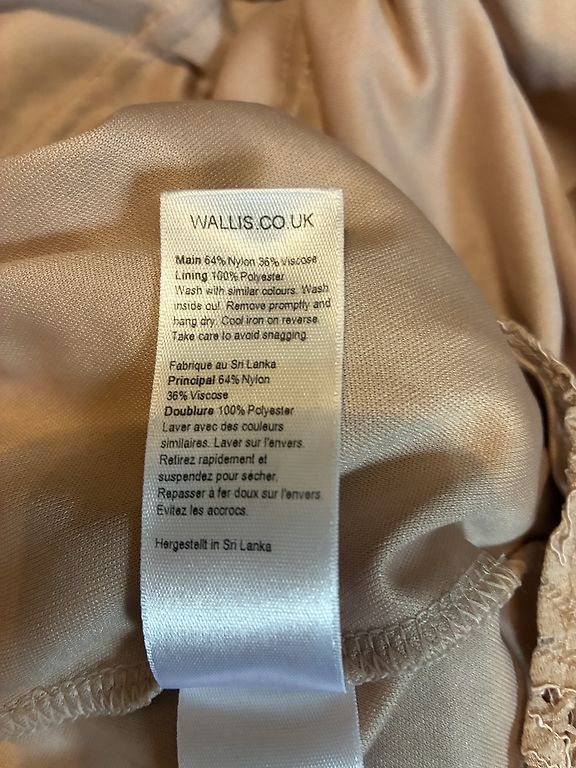 WALLIS.CO.UK
Main 64% Nylon 36% Viscose
Lining 100% Polyester
Wash with similar colours. Wash
inside out. Remove promptly and
hang dry. Cool iron on reverse.
Take care to avoid snagging.
Fabrique au Sri Lanka
Principal 64% Nylon
36% Viscose
Doublure 100% Polyester
Laver avec des couleurs
similaires. Laver sur l'envers.
Retirez rapidement et
suspendez pour sécher.
Repasser à fer doux sur l'envers.
Evitez les accrocs.
Hergestellt in Sri Lanka